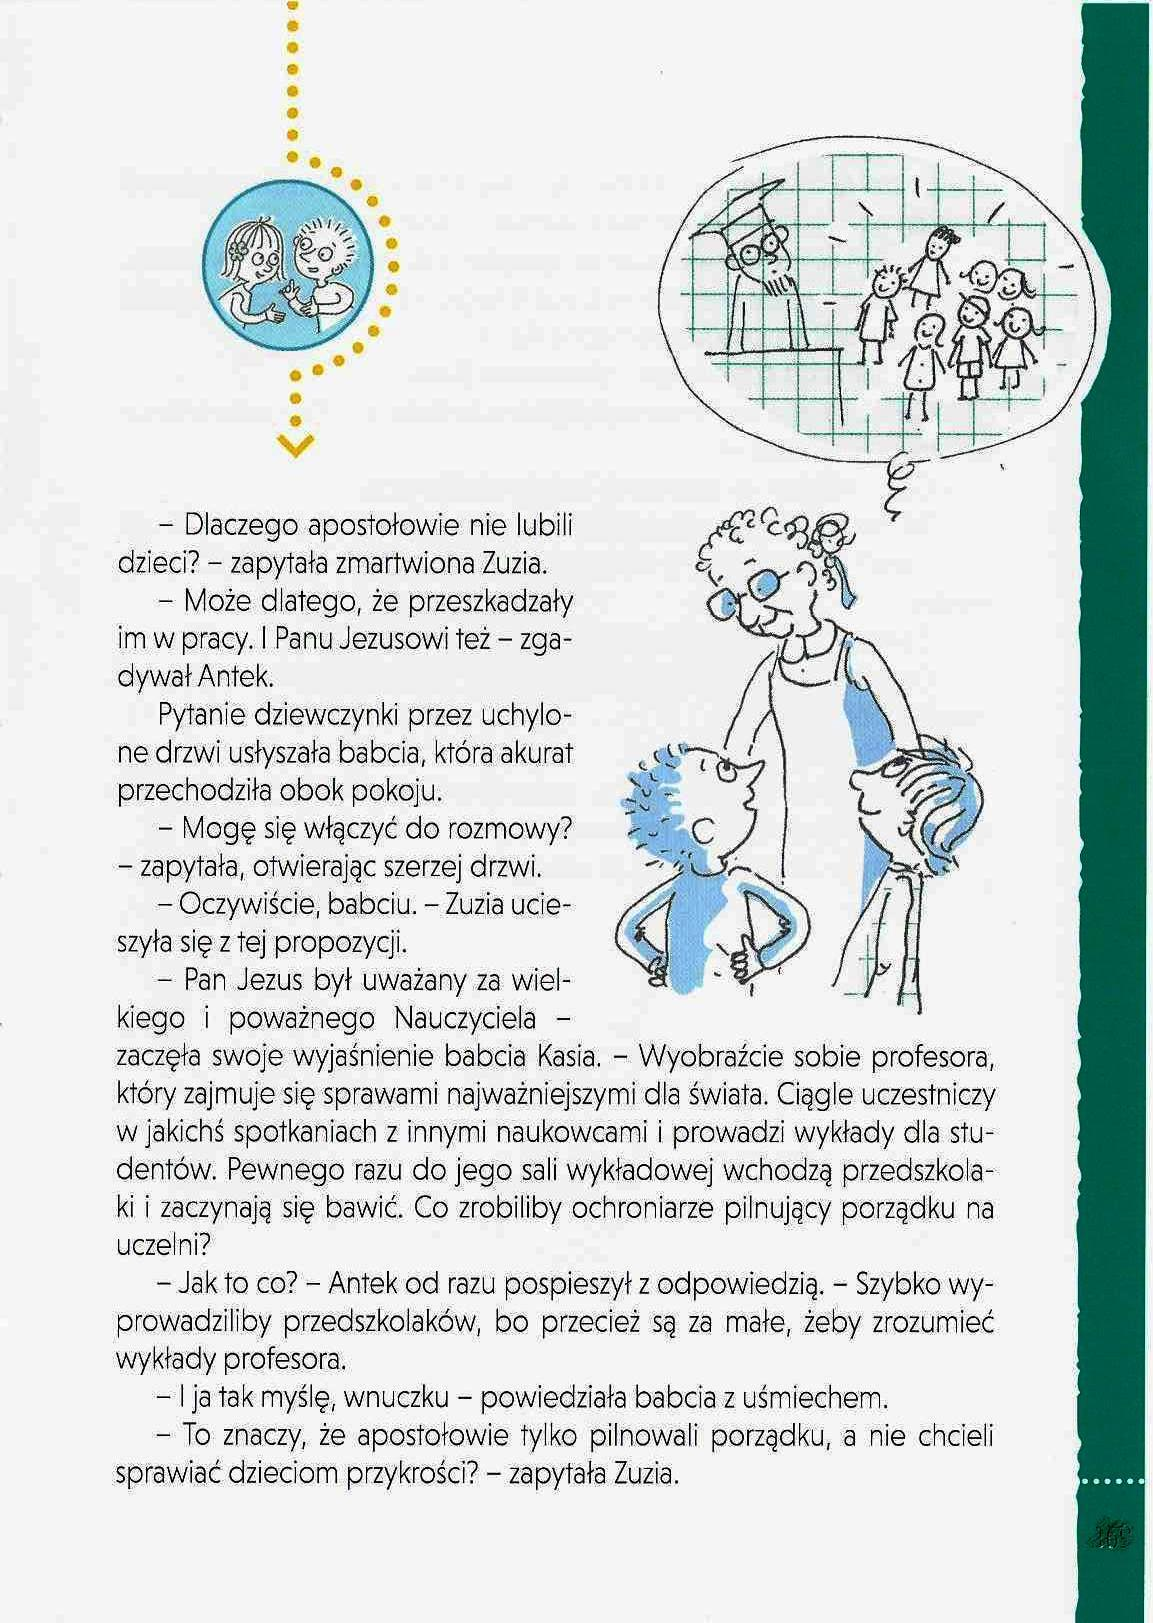 – Dlaczego apostołowie nie lubili
dzieci? – zapytała zmartwiona Zuzia.
– Może dlatego, że przeszkadzały
im w pracy. I Panu Jezusowi też – zga-
dywał Antek.
Pytanie dziewczynki przez uchylo-
ne drzwi usłyszała babcia, która akurat
przechodziła obok pokoju.
– Mogę się włączyć do rozmowy?
– zapytała, otwierając szerzej drzwi.
– Oczywiście, babciu. – Zuzia ucie-
szyła się z tej propozycji.
– Pan Jezus był uważany za wiel-
kiego i poważnego Nauczyciela –
zaczęła swoje wyjaśnienie babcia Kasia. – Wyobraźcie sobie profesora,
który zajmuje się sprawami najważniejszymi dla świata. Ciągle uczestniczy
w jakichś spotkaniach z innymi naukowcami i prowadzi wykłady dla stu-
dentów. Pewnego razu do jego sali wykładowej wchodzą przedszkola-
ki i zaczynają się bawić. Co zrobiliby ochroniarze pilnujący porządku na
uczelni?
– Jak to co? – Antek od razu pospieszył z odpowiedzią. – Szybko wy-
prowadziliby przedszkolaków, bo przecież są za małe, żeby zrozumieć
wykłady profesora.
– I ja tak myślę, wnuczku – powiedziała babcia z uśmiechem.
– To znaczy, że apostołowie tylko pilnowali porządku, a nie chcieli
sprawiać dzieciom przykrości? – zapytała Zuzia.